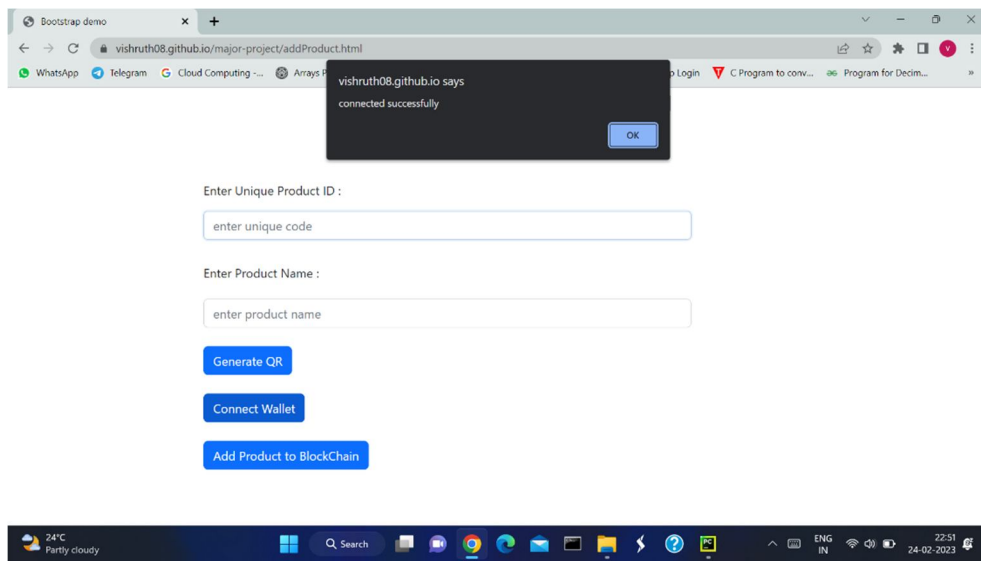 Bootstrap demo
vishruth08.github.io/major-project/addProduct.html
WhatsApp Telegram Cloud Computing -... Arrays Login C Program to conv... Program for Decim... »
vishruth08.github.io says
connected successfully
OK
Enter Unique Product ID :
enter unique code
Enter Product Name :
enter product name
Generate QR
Connect Wallet
Add Product to BlockChain
24°C
Partly cloudy
Search
ENG
IN
22:51
24-02-2023